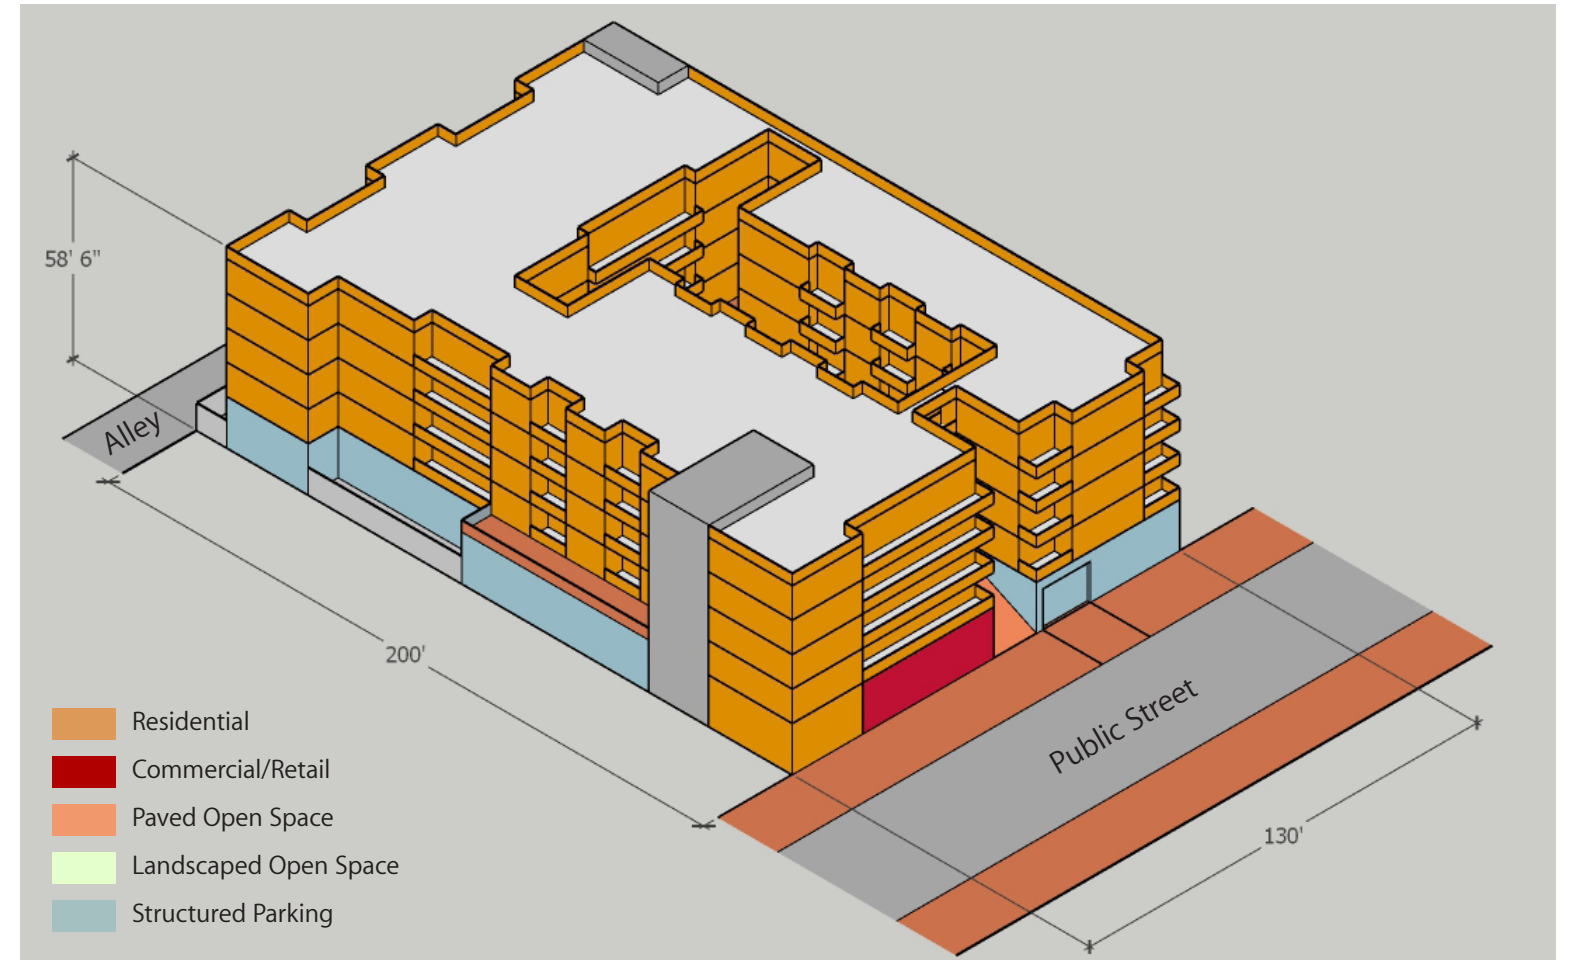 58' 6"
Alley
200'
Public Street
130'
Residential
Commercial/Retail
Paved Open Space
Landscaped Open Space
Structured Parking